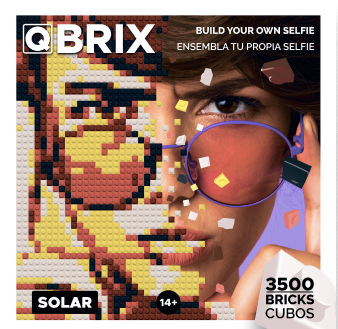 QBRIX
BUILD YOUR OWN SELFIE
ENSEMBLA TU PROPIA SELFIE
SOLAR
14+
3500
BRICKS
CUBOS